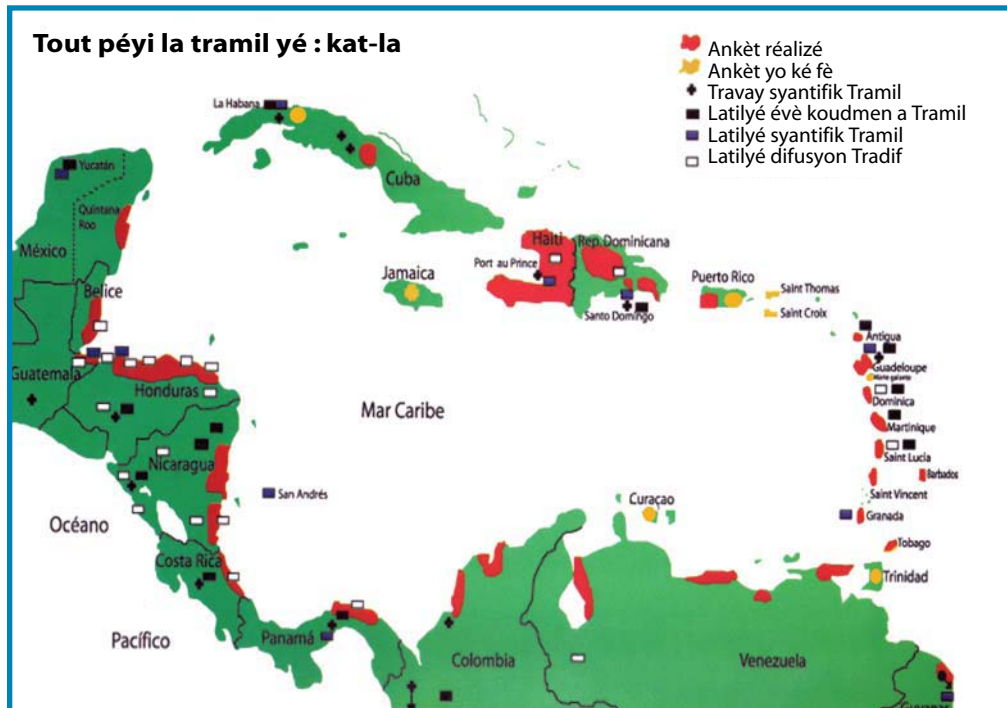 Tout péyi la tramil yé : kat-la
Ankèt réalizé
Ankèt yo ké fè
Travay syantifik Tramil
Latilyé évè koudmen a Tramil
Latilyé syantifik Tramil
Latilyé difusyon Tradif
La Habana
Cuba
Yucatán
Quintana
Roo
México
Belice
Jamaica
Haiti
Rep. Dominicana
Port au Prince
Santo Domingo
Puerto Rico
Saint Thomas
Saint Croix
Antigua
Guadeloupe
Dominica
Martinique
Saint Lucia
Barbados
Saint Vincent
Granada
Tobago
Trinidad
Guatemala
Honduras
Mar Caribe
Nicaragua
San Andrés
Curaçao
Océano
Costa Rica
Pacífico
Panamá
Colombia
Venezuela